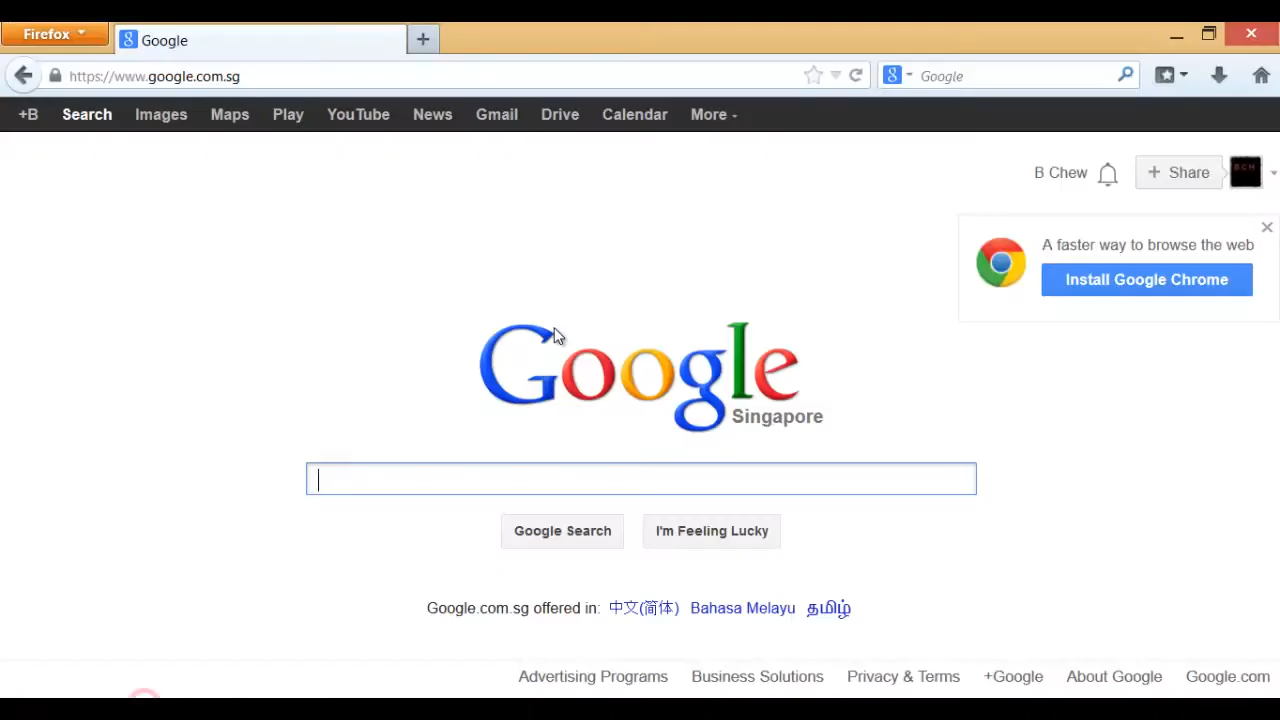 Firefox
Google
https://www.google.com.sg
Google
+B Search Images Maps Play YouTube News Gmail Drive Calendar More
B Chew + Share
A faster way to browse the web
Install Google Chrome
Google
Singapore
Google Search I'm Feeling Lucky
Google.com.sg offered in: 中文(简体) Bahasa Melayu தமிழ்
Advertising Programs Business Solutions Privacy & Terms +Google About Google Google.com